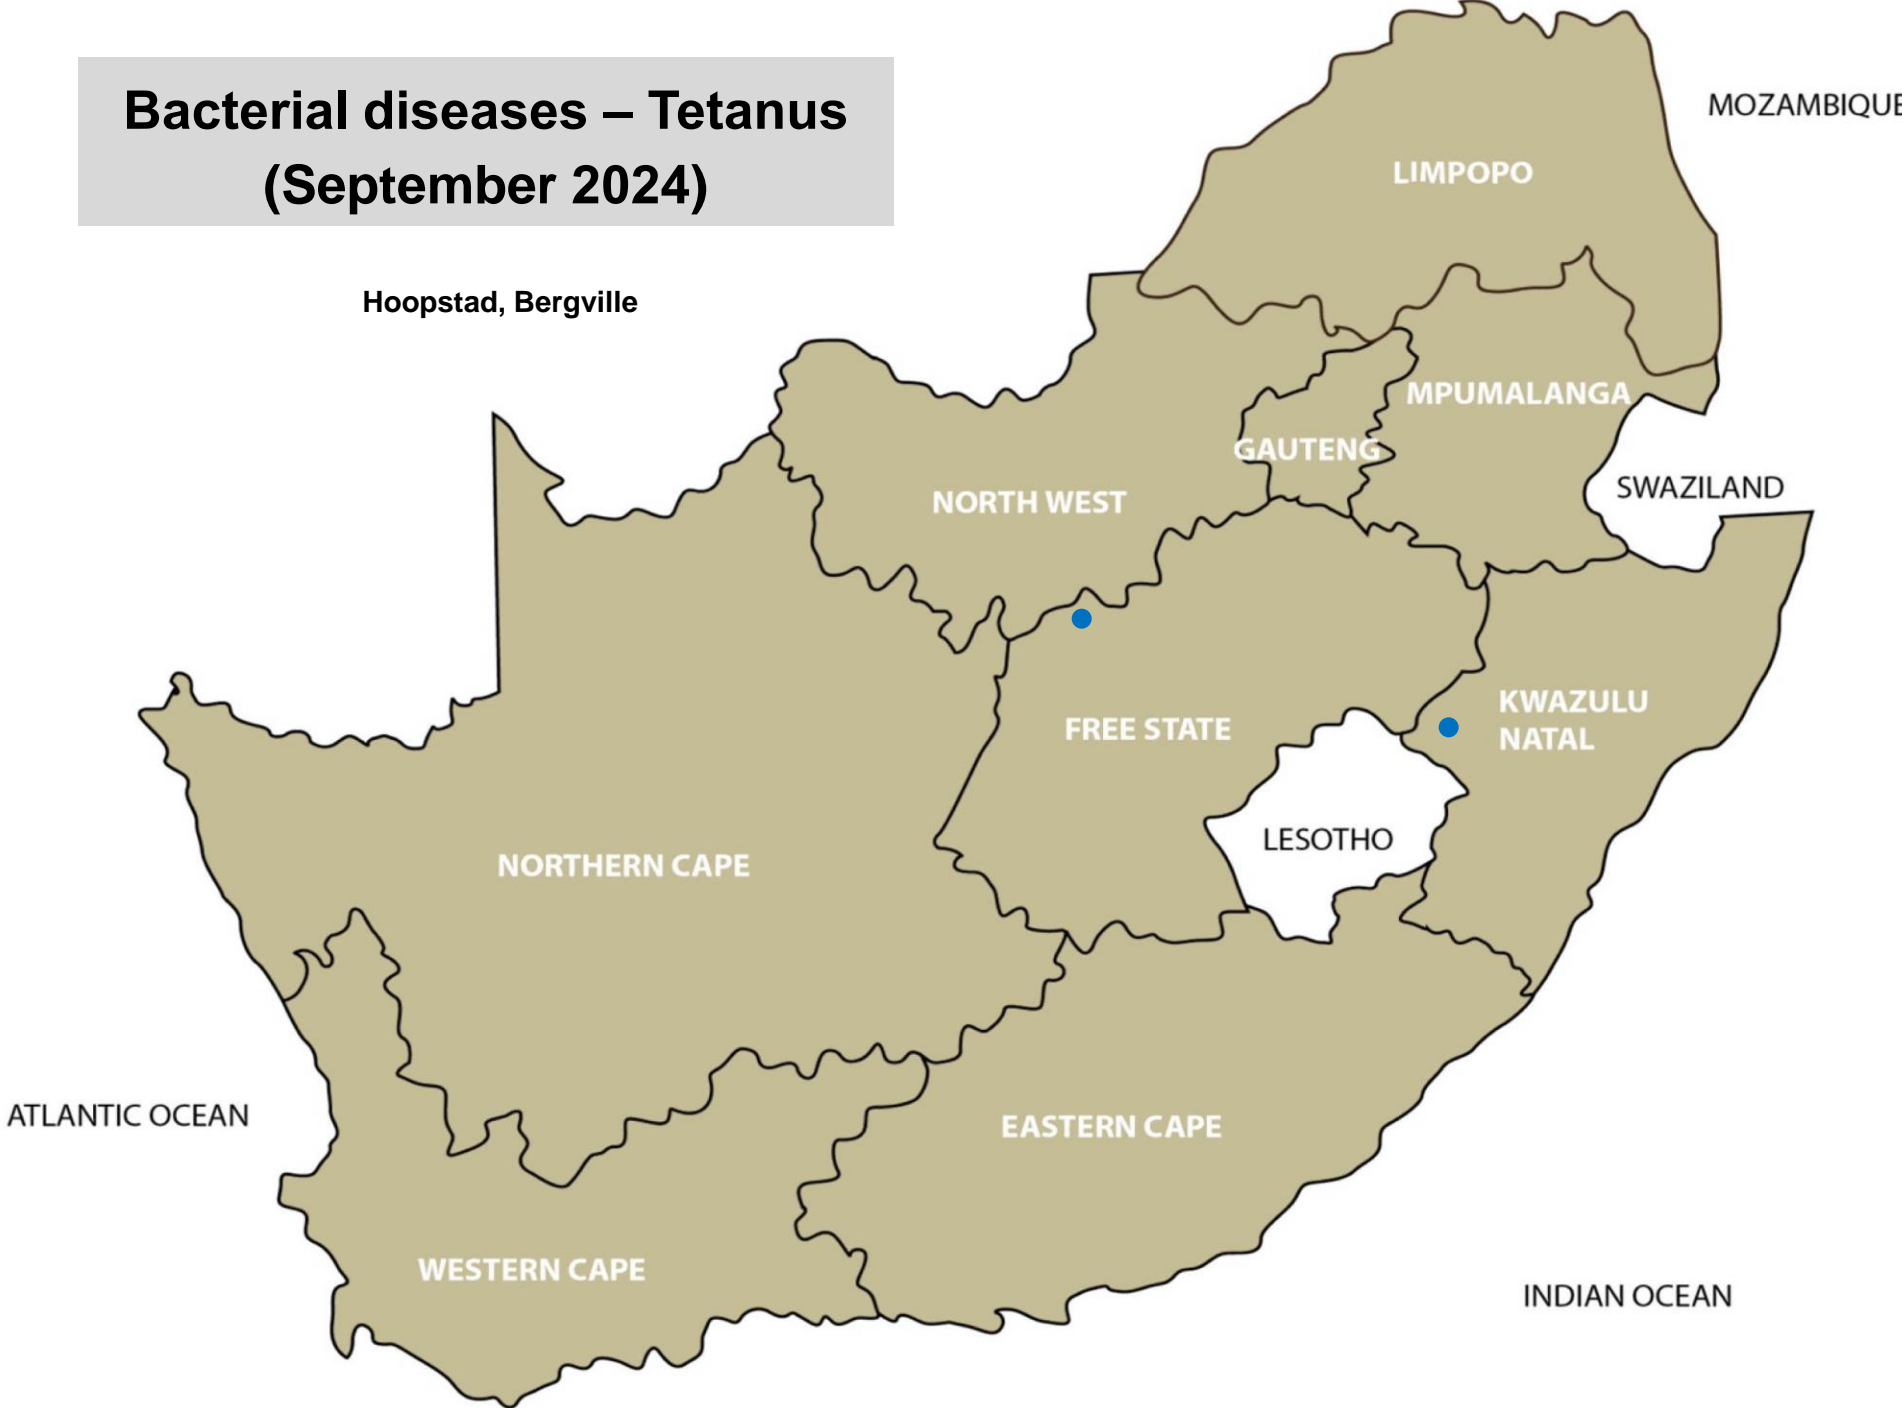 Bacterial diseases – Tetanus
(September 2024)
Hoopstad, Bergville
MOZAMBIQUE
LIMPOPO
MPUMALANGA
GAUTENG
SWAZILAND
NORTH WEST
KWAZULU
NATAL
FREE STATE
LESOTHO
NORTHERN CAPE
ATLANTIC OCEAN
EASTERN CAPE
WESTERN CAPE
INDIAN OCEAN